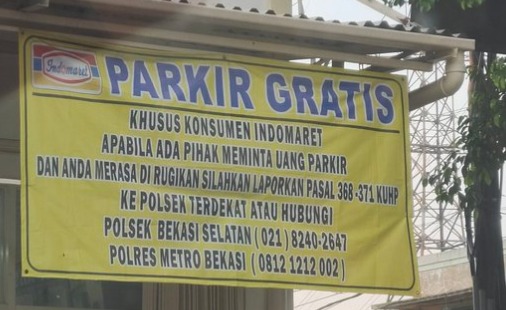 Indomaret
PARKIR GRATIS
KHUSUS KONSUMEN INDOMARET
APABILA ADA PIHAK MEMINTA UANG PARKIR
DAN ANDA MERASA DI RUGIKAN SILAHKAN LAPORKAN PASAL 368 -371 KUHP
KE POLSEK TERDEKAT ATAU HUBUNGI
POLSEK BEKASI SELATAN ( 021 ) 8240-2647
POLRES METRO BEKASI ( 0812 1212 002 )